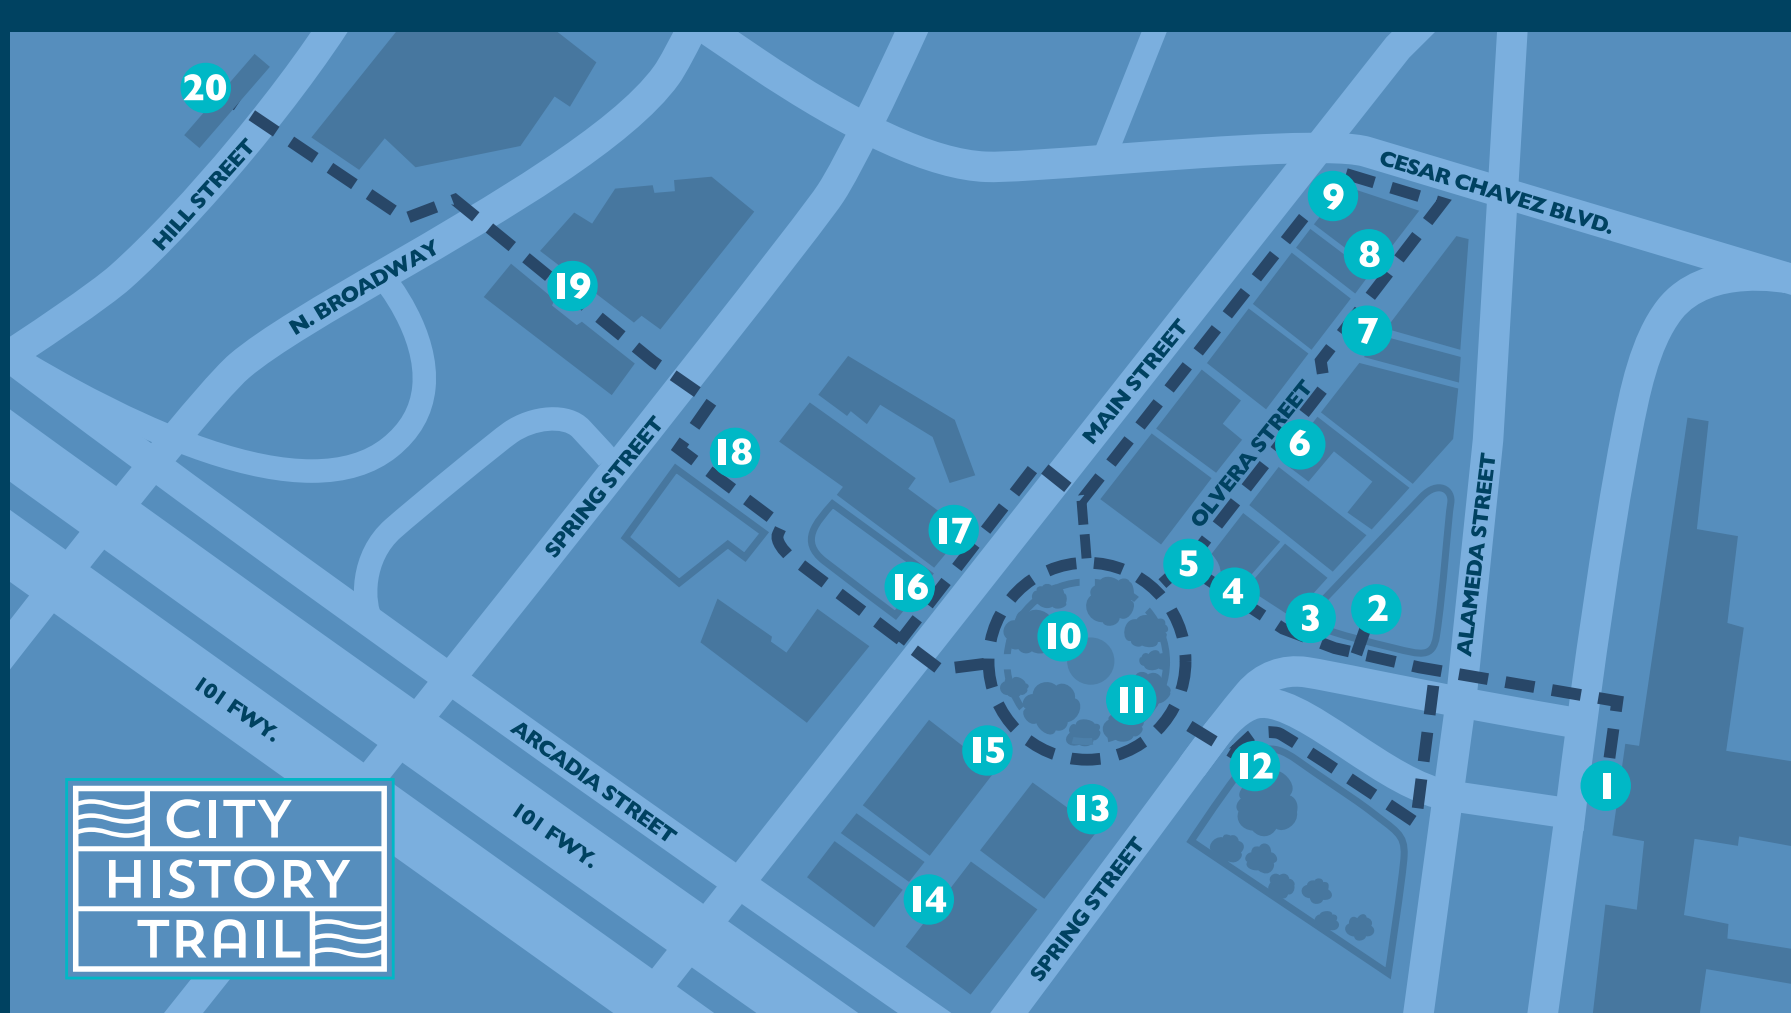 20
HILL STREET
N. BROADWAY
19
CESAR CHAVEZ BLVD.
9
8
7
MAIN STREET
OLVERA STREET
6
18
SPRING STREET
17
16
5
4
3
2
ALAMEDA STREET
10
11
15
12
13
1
14
101 FWY.
ARCADIA STREET
101 FWY.
SPRING STREET
CITY
HISTORY
TRAIL